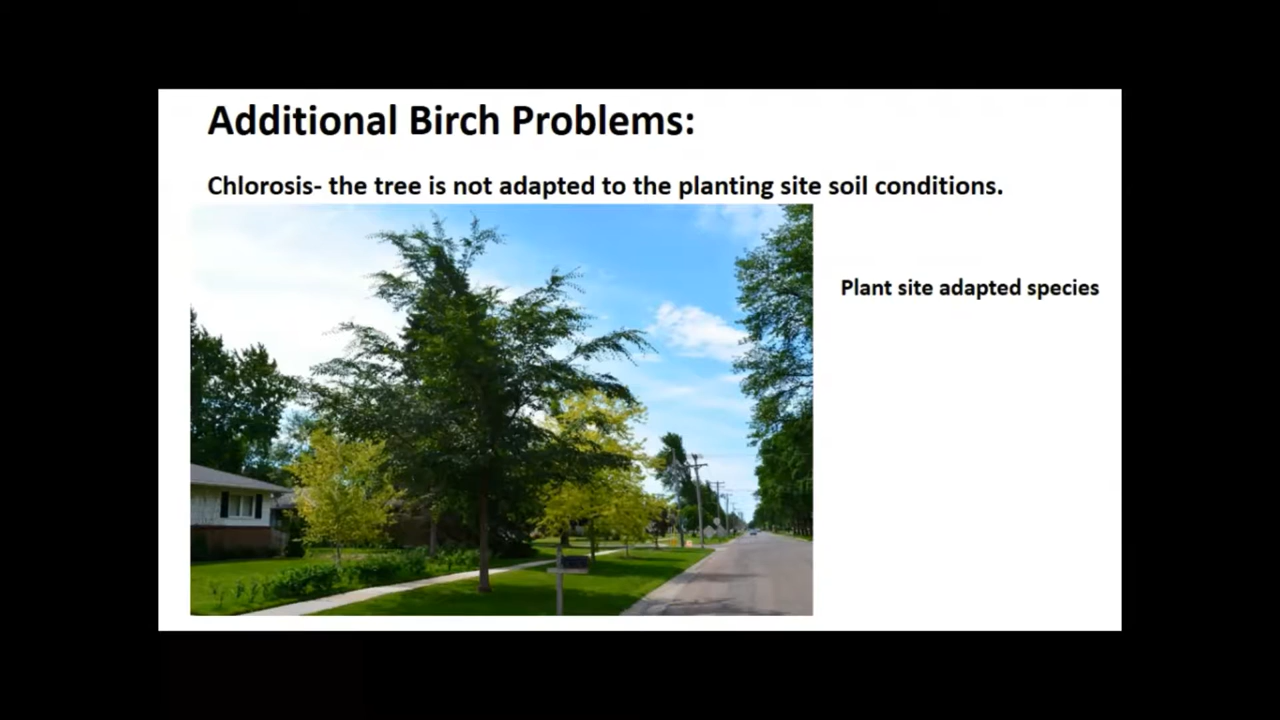 Additional Birch Problems:
Chlorosis- the tree is not adapted to the planting site soil conditions.
Plant site adapted species